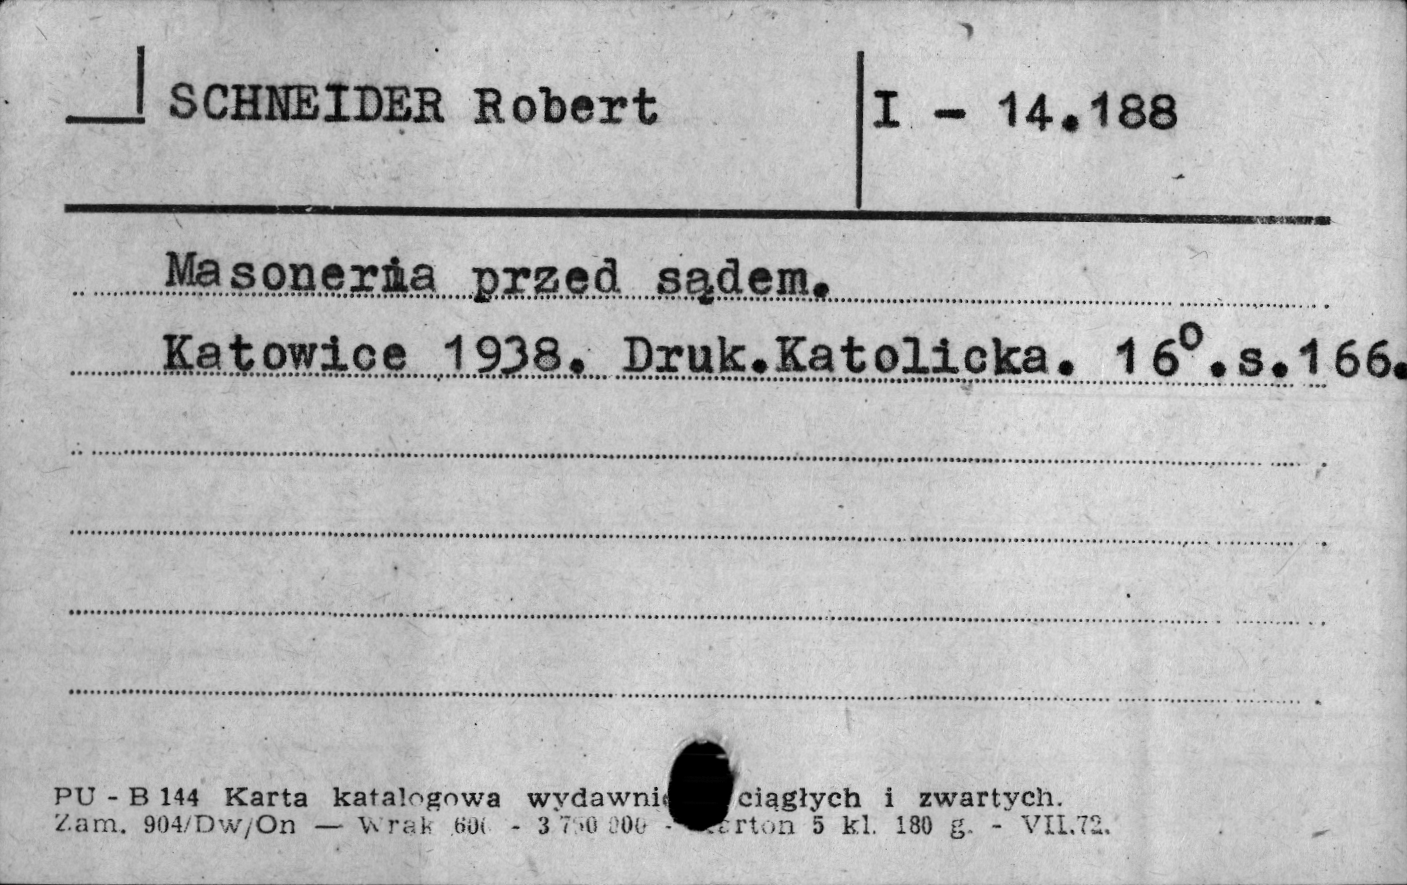 SCHNEIDER Robert
I - 14.188
Masoneria przed sądem.
Katowice 1938. Druk.Katolicka. 16⁰.s.166.
PU - B 144 Karta katalogowa ciągłych i zwartych.
Zam. 904/Dw/On — 5 kl. 180 g. - VII.72.